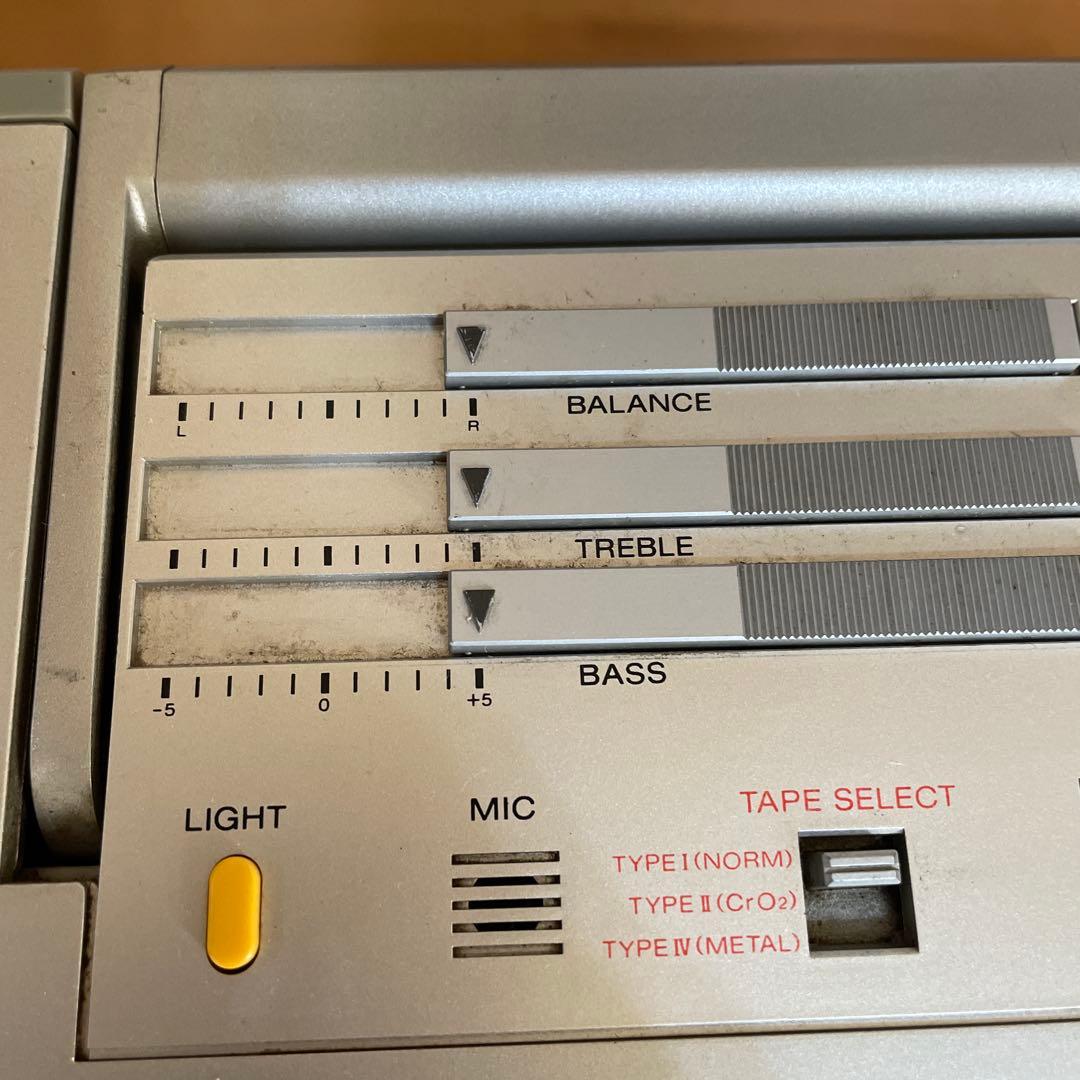 L R BALANCE
TREBLE
-5 0 +5 BASS
LIGHT
MIC
TAPE SELECT
TYPE I (NORM)
TYPE II (CrO2)
TYPE IV (METAL)